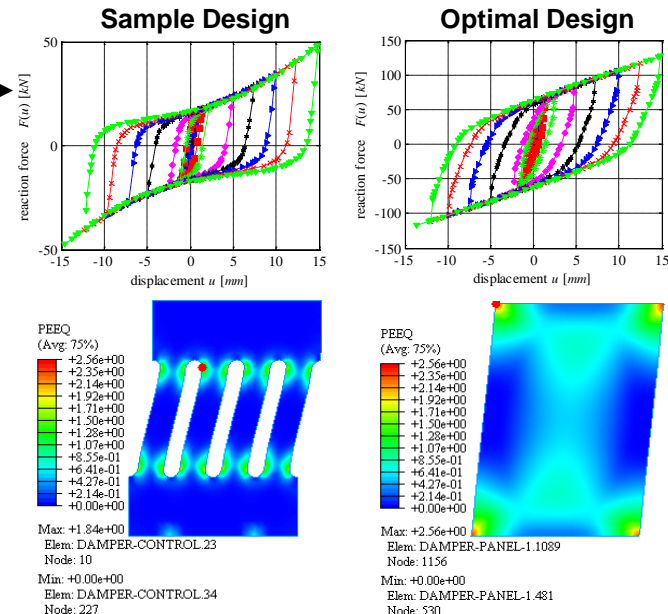 Sample Design
Optimal Design
reaction force F(u) [kN]
50
0
-50
-15 -10 -5 0 5 10 15
displacement u [mm]
reaction force F(u) [kN]
150
100
50
0
-50
-100
-150
-15 -10 -5 0 5 10 15
displacement u [mm]
PEEQ
(Avg: 75%)
+2.56e+00
+2.35e+00
+2.14e+00
+1.92e+00
+1.71e+00
+1.50e+00
+1.28e+00
+1.07e+00
+8.55e-01
+6.41e-01
+4.27e-01
+2.14e-01
+0.00e+00
Max: +1.84e+00
Elem: DAMPER-CONTROL.23
Node: 10
Min: +0.00e+00
Elem: DAMPER-CONTROL.34
Node: 227
PEEQ
(Avg: 75%)
+2.56e+00
+2.35e+00
+2.14e+00
+1.92e+00
+1.71e+00
+1.50e+00
+1.28e+00
+1.07e+00
+8.55e-01
+6.41e-01
+4.27e-01
+2.14e-01
+0.00e+00
Max: +2.56e+00
Elem: DAMPER-PANEL-1.1089
Node: 1156
Min: +0.00e+00
Elem: DAMPER-PANEL-1.481
Node: 530